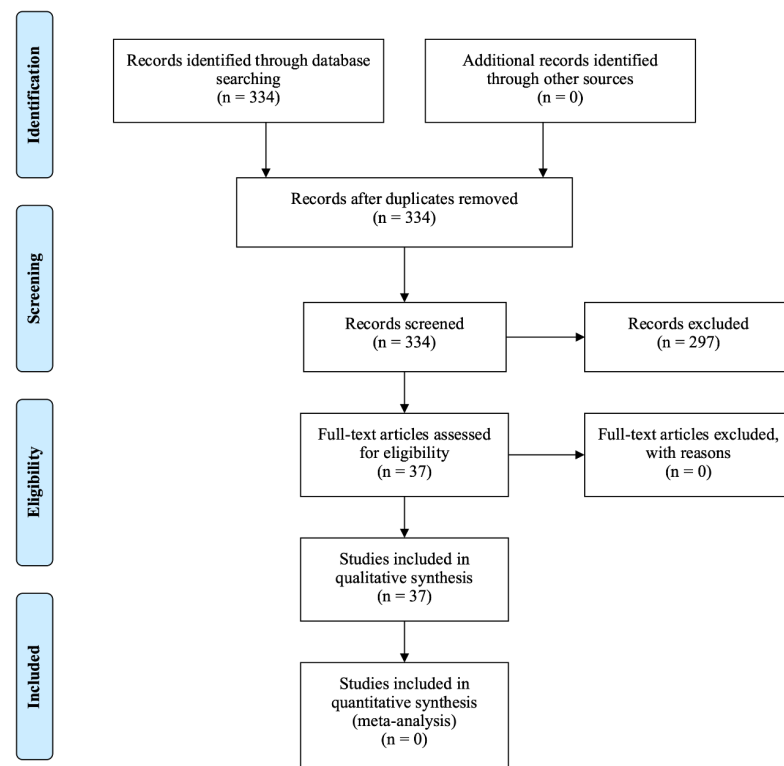 Identification
Records identified through database
searching
(n = 334)
Additional records identified
through other sources
(n = 0)
Records after duplicates removed
(n = 334)
Screening
Records screened
(n = 334)
Records excluded
(n = 297)
Eligibility
Full-text articles assessed
for eligibility
(n = 37)
Full-text articles excluded,
with reasons
(n = 0)
Studies included in
qualitative synthesis
(n = 37)
Included
Studies included in
quantitative synthesis
(meta-analysis)
(n = 0)